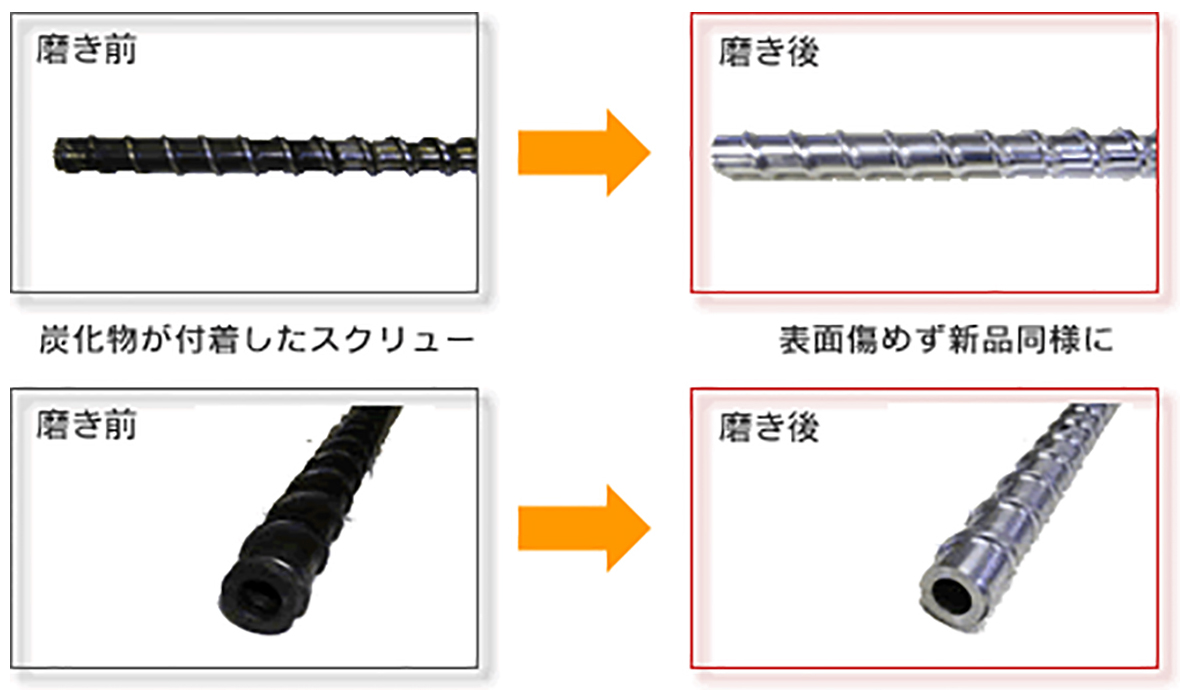 磨き前
磨き後
炭化物が付着したスクリュー
表面傷めず新品同様に
磨き前
磨き後